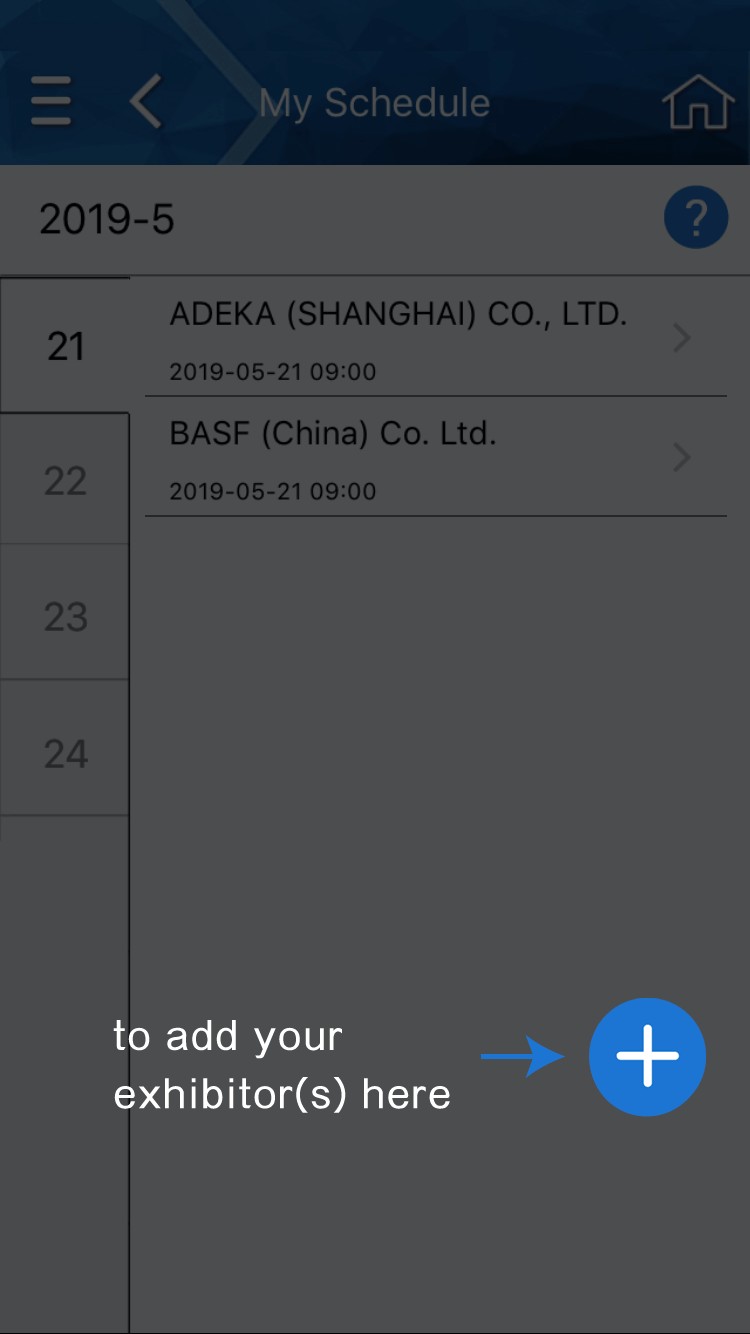 My Schedule
2019-5
?
21
ADEKA (SHANGHAI) CO., LTD.
2019-05-21 09:00
BASF (China) Co. Ltd.
2019-05-21 09:00
22
23
24
to add your
exhibitor(s) here